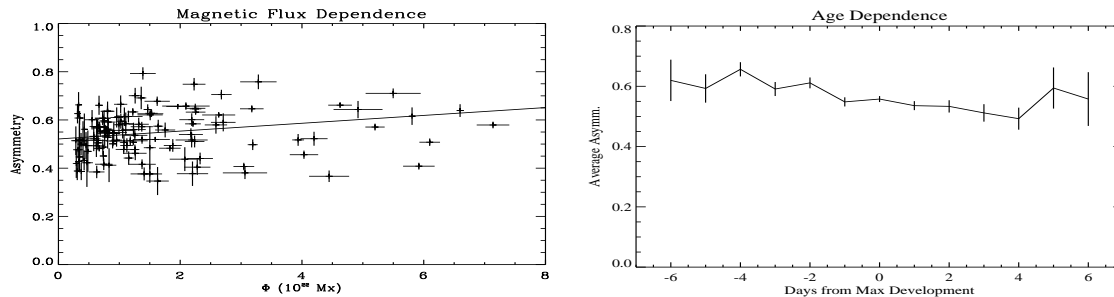 Magnetic Flux Dependence
1.0
0.8
0.6
0.4
0.2
0.0
Asymmetry
0 2 4 6 8
Φ (10²² Mx)
Age Dependence
0.8
0.6
0.4
0.2
0.0
Average Asymm.
-6 -4 -2 0 2 4 6
Days from Max Development